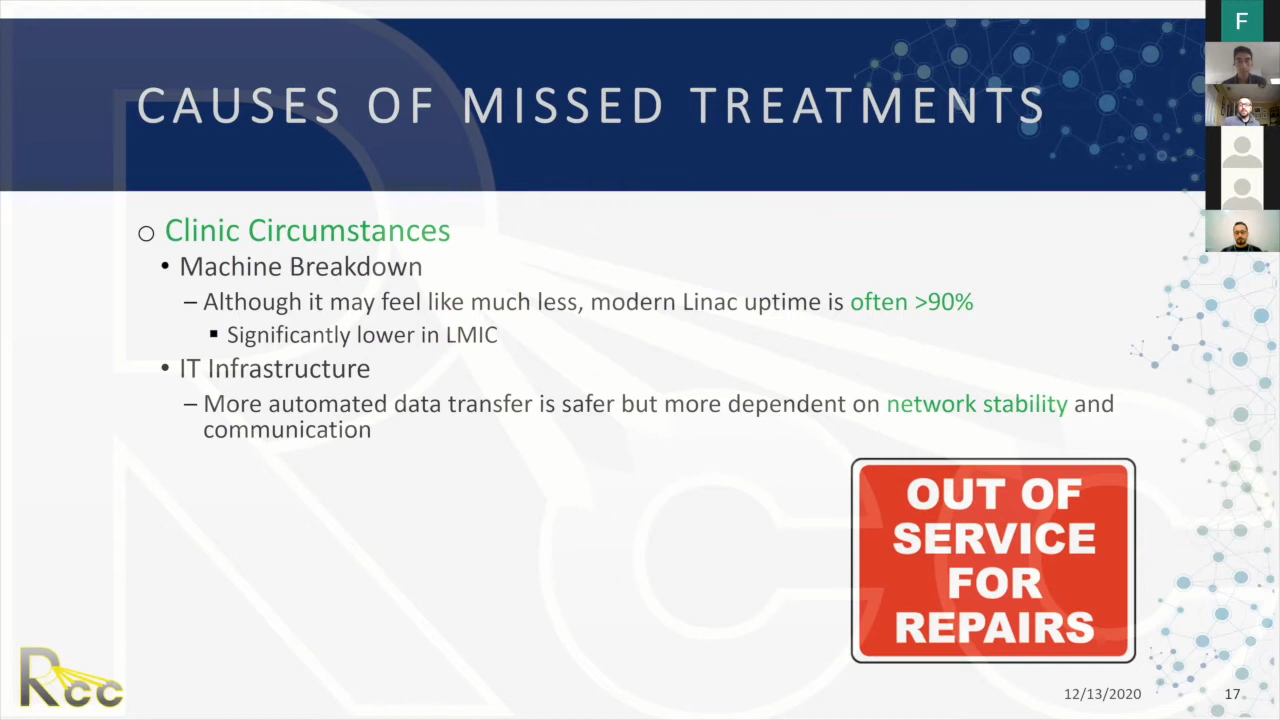 F
CAUSES OF MISSED TREATMENTS
o Clinic Circumstances
• Machine Breakdown
– Although it may feel like much less, modern Linac uptime is often >90%
▪ Significantly lower in LMIC
• IT Infrastructure
– More automated data transfer is safer but more dependent on network stability and
communication
OUT OF
SERVICE
FOR
REPAIRS
Rcc
12/13/2020
17